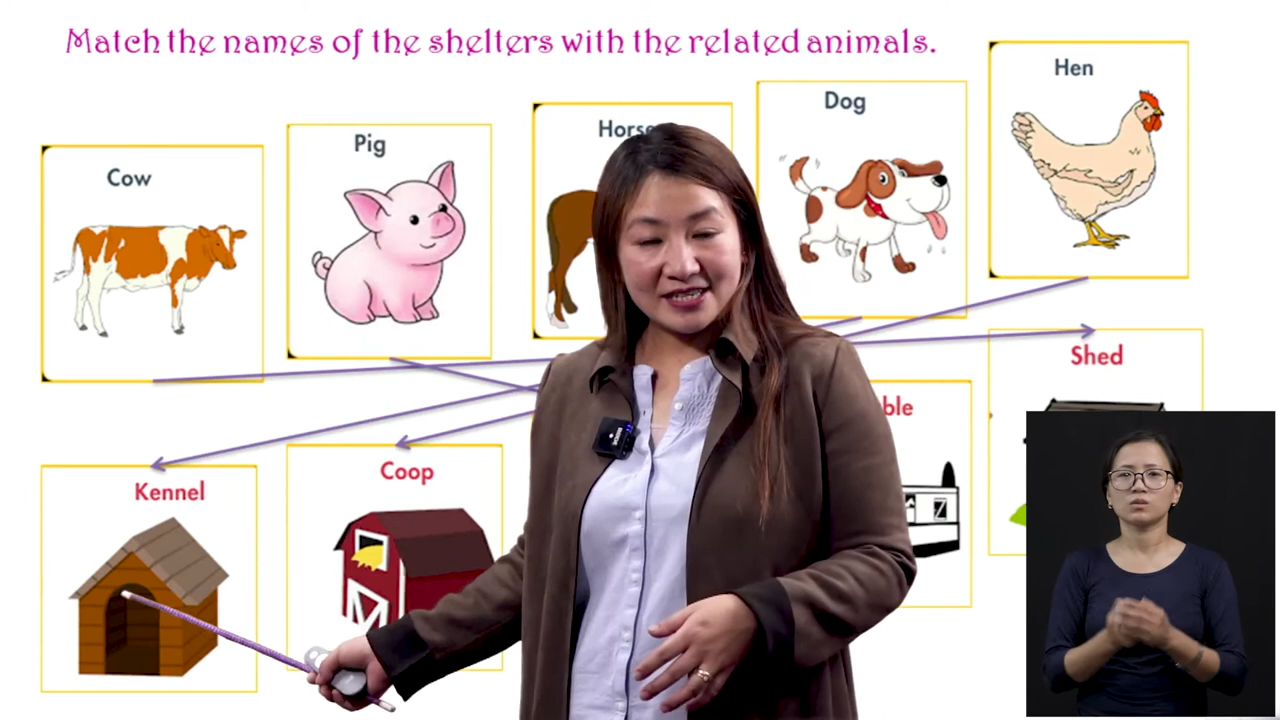 Match the names of the shelters with the related animals.
Cow
Pig
Dog
Hen
Kennel
Coop
Shed